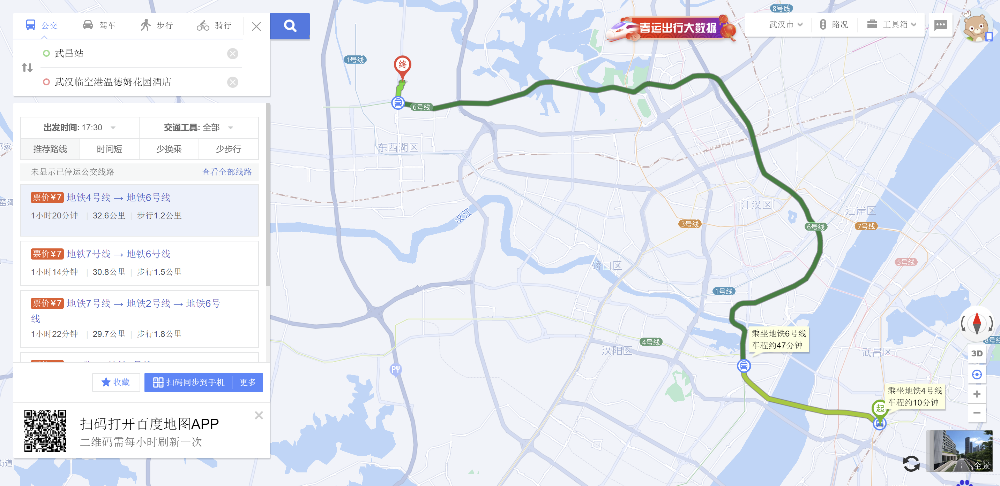 公交
驾车
步行
骑行
武昌站
武汉临空港温德姆花园酒店
出发时间: 17:30
交通工具: 全部
推荐路线
时间短
少换乘
少步行
未显示已停运公交线路
查看全部线路
票价¥7 地铁4号线 → 地铁6号线
1小时20分钟 | 32.6公里 | 步行1.2公里
票价¥7 地铁7号线 → 地铁6号线
1小时14分钟 | 30.8公里 | 步行1.5公里
票价¥7 地铁7号线 → 地铁2号线 → 地铁6号
线
1小时22分钟 | 29.7公里 | 步行1.8公里
收藏
扫码同步到手机
更多
扫码打开百度地图APP
二维码需每小时刷新一次
春运出行大数据
武汉市
路况
工具箱
Hi
8号线
1号线
终
6号线
东西湖区
汉江
江汉区
江岸区
3号线
6号线
7号线
5号线
硚口区
1号线
4号线
汉阳区
武昌区
8号线
乘坐地铁6号线
车程约47分钟
乘坐地铁4号线
车程约10分钟
起
3D
全景
街道
窑湾